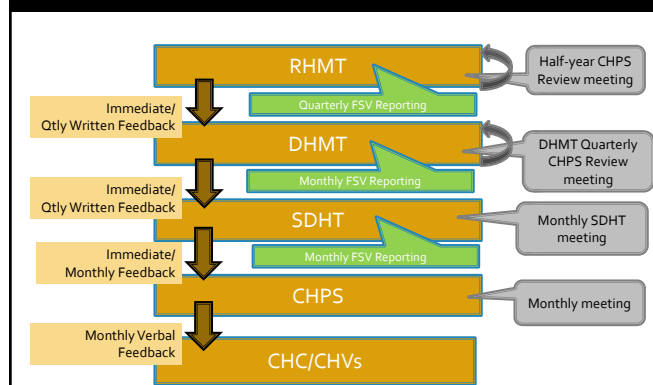 RHMT
Half-year CHPS
Review meeting
Immediate/
Qtly Written Feedback
Quarterly FSV Reporting
DHMT
DHMT Quarterly
CHPS Review
meeting
Immediate/
Qtly Written Feedback
Monthly FSV Reporting
SDHT
Monthly SDHT
meeting
Immediate/
Monthly Feedback
Monthly FSV Reporting
CHPS
Monthly meeting
Monthly Verbal
Feedback
CHC/CHVs